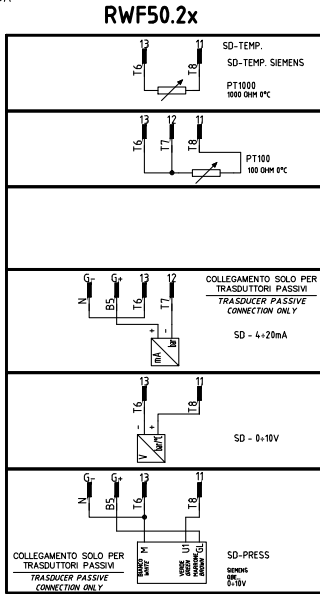 RWF50.2x
13 11
T6 T8
SD-TEMP.
SD-TEMP. SIEMENS
PT1000
1000 OHM 0°C
13 12 11
T6 T7 T8
PT100
100 OHM 0°C
G- G+ 13 12
N B5 T6 T7
COLLEGAMENTO SOLO PER
TRASDUTTORI PASSIVI
TRASDUCER PASSIVE
CONNECTION ONLY
+ -
mA bar
SD - 4÷20mA
13 11
T6 T8
- +
V bar/°C
SD - 0÷10V
G- G+ 13 11
N B5 T6 T8
M U1 GL
BIANCO
WHITE
VERDE
GREEN
MARRONE
BROWN
COLLEGAMENTO SOLO PER
TRASDUTTORI PASSIVI
TRASDUCER PASSIVE
CONNECTION ONLY
SD-PRESS
SIEMENS
QBE..
0÷10V